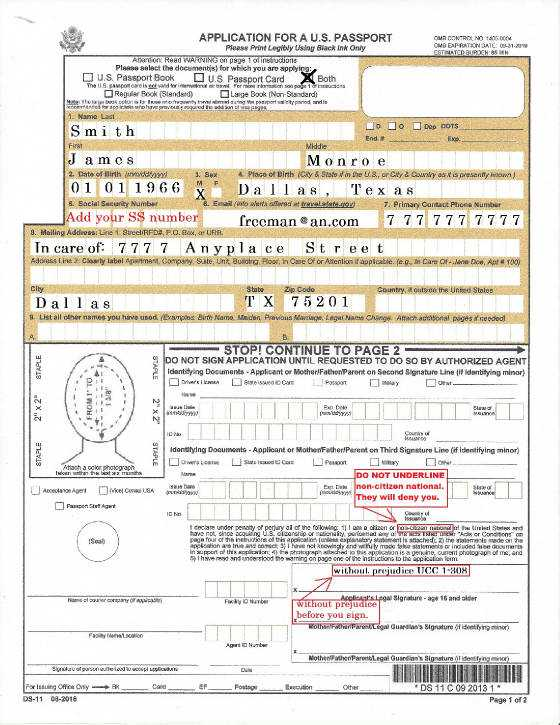 APPLICATION FOR A U.S. PASSPORT
Please Print Legibly Using Black Ink Only
OMB CONTROL NO. 1405-0004
OMB EXPIRATION DATE: 08-31-2019
ESTIMATED BURDEN: 85 MIN
Attention: Read WARNING on page 1 of instructions
Please select the document(s) for which you are applying:
U.S. Passport Book U.S. Passport Card Both
The U.S. passport card is not valid for international air travel. For more information see page 1 of instructions
Regular Book (Standard) Large Book (Non-Standard)
Note: The large book option is for those who frequently travel abroad during the passport validity period, and is
recommended for applicants who have previously required the addition of visa pages.
1. Name Last
Smith
D O Dep DOTS
End. # Exp.
First Middle
James Monroe
2. Date of Birth (mm/dd/yyyy) 3. Sex 4. Place of Birth (City & State if in the U.S., or City & Country as it is presently known.)
M F
01 01 1966 X Dallas, Texas
5. Social Security Number 6. Email (Info alerts offered at travel.state.gov) 7. Primary Contact Phone Number
Add your S$ number freeman@an.com 777 777 7777
8. Mailing Address: Line 1: Street/RFD#, P.O. Box, or URB.
In care of: 7777 Anyplace Street
Address Line 2: Clearly label Apartment, Company, Suite, Unit, Building, Floor, In Care Of or Attention if applicable. (e.g., In Care Of - Jane Doe, Apt # 100)
City State Zip Code Country, if outside the United States
Dallas TX 75201
9. List all other names you have used. (Examples: Birth Name, Maiden, Previous Marriage, Legal Name Change. Attach additional pages if needed)
A. B.
STOP! CONTINUE TO PAGE 2
DO NOT SIGN APPLICATION UNTIL REQUESTED TO DO SO BY AUTHORIZED AGENT
Identifying Documents - Applicant or Mother/Father/Parent on Second Signature Line (if identifying minor)
Driver's License State Issued ID Card Passport Military Other
Name
Issue Date (mm/dd/yyyy) Exp. Date (mm/dd/yyyy) State of Issuance
ID No Country of Issuance
STAPLE STAPLE
2" x 2" 2" x 2"
FROM 1" TO 1 3/8"
STAPLE STAPLE
Attach a color photograph
taken within the last six months
Identifying Documents - Applicant or Mother/Father/Parent on Third Signature Line (if identifying minor)
Driver's License State Issued ID Card Passport Military Other
Name
Issue Date (mm/dd/yyyy) Exp. Date (mm/dd/yyyy) State of Issuance
ID No Country of Issuance
DO NOT UNDERLINE
non-citizen national.
They will deny you.
Acceptance Agent (Vice) Consul USA
Passport Staff Agent
(Seal)
I declare under penalty of perjury all of the following: 1) I am a citizen or non-citizen national of the United States and
have not, since acquiring U.S. citizenship or nationality, performed any of the acts listed under "Acts or Conditions" on
page four of the instructions of this application (unless explanatory statement is attached); 2) the statements made on the
application are true and correct; 3) I have not knowingly and willfully made false statements or included false documents
in support of this application; 4) the photograph attached to this application is a genuine, current photograph of me; and
5) I have read and understood the warning on page one of the instructions to the application form.
without prejudice UCC 1-308
x
Applicant's Legal Signature - age 16 and older
without prejudice
before you sign.
Name of courier company (if applicable) Facility ID Number
x
Mother/Father/Parent/Legal Guardian's Signature (if identifying minor)
Facility Name/Location Agent ID Number
x
Mother/Father/Parent/Legal Guardian's Signature (if identifying minor)
Signature of person authorized to accept applications Date
For Issuing Office Only Bk Card EF Postage Execution Other
* DS 11 C 09 2013 1 *
DS-11 08-2016 Page 1 of 2